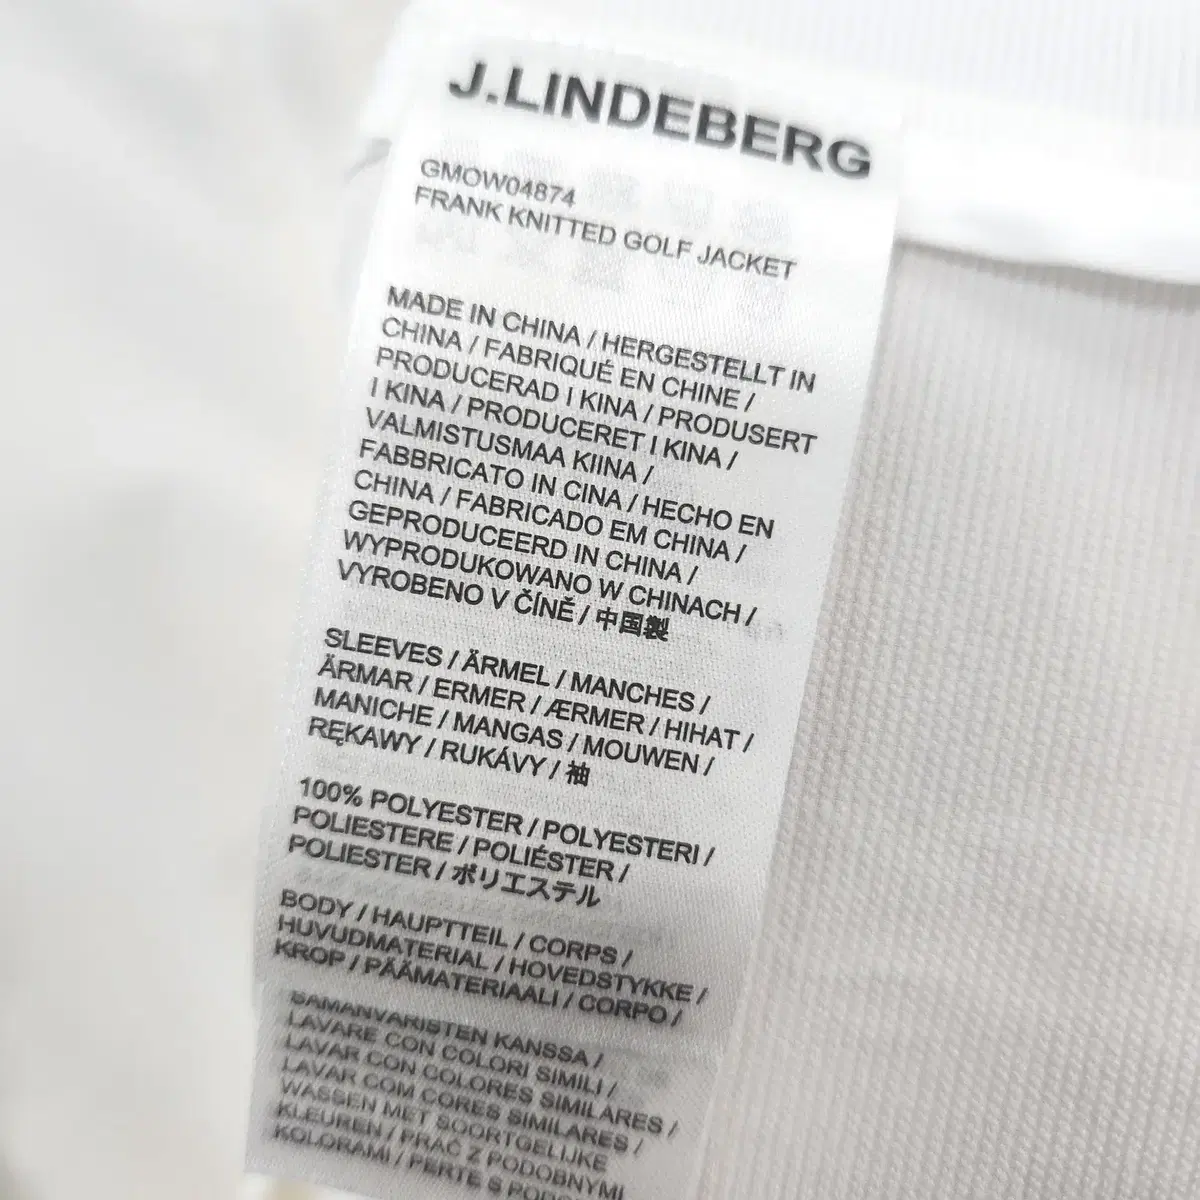 J.LINDEBERG
GMOW04874
FRANK KNITTED GOLF JACKET
MADE IN CHINA / HERGESTELLT IN
CHINA / FABRIQUÉ EN CHINE /
PRODUCERAD I KINA / PRODUSERT
I KINA / PRODUCERET I KINA /
VALMISTUSMAA KIINA /
FABBRICATO IN CINA / HECHO EN
CHINA / FABRICADO EM CHINA /
GEPRODUCEERD IN CHINA /
WYPRODUKOWANO W CHINACH /
VYROBENO V ČÍNĚ / 中国製
SLEEVES / ÄRMEL / MANCHES /
ÄRMAR / ERMER / ÆRMER / HIHAT /
MANICHE / MANGAS / MOUWEN /
RĘKAWY / RUKÁVY / 袖
100% POLYESTER / POLYESTERI /
POLIESTERE / POLIÉSTER /
POLIESTER / ポリエステル
BODY / HAUPTTEIL / CORPS /
HUVUDMATERIAL / HOVEDSTYKKE /
KROP / PÄÄMATERIAALI / CORPO /
SAMANVÄRISTEN KANSSA /
LAVARE CON COLORI SIMILI /
LAVAR CON COLORES SIMILARES /
LAVAR COM CORES SIMILARES /
WASSEN MET SOORTGELIJKE
KLEUREN / PRAĆ Z PODOBNYMI
KOLORAMI / PERTE S